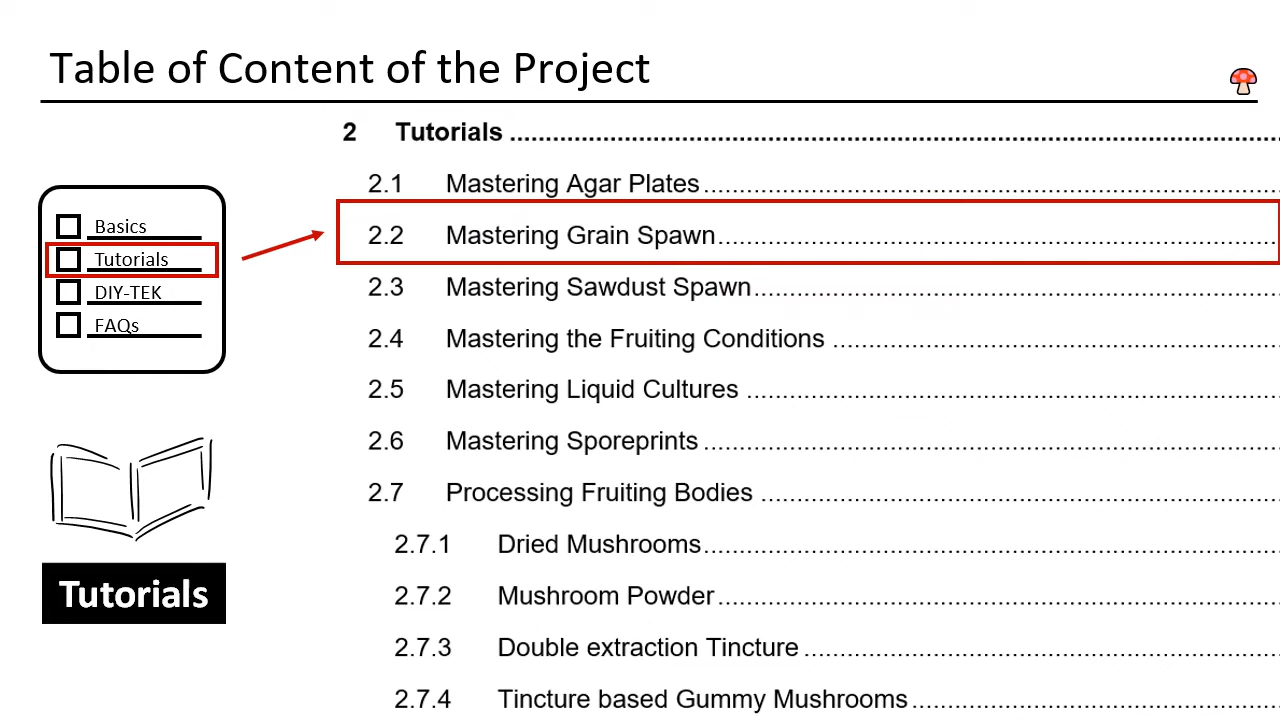 Table of Content of the Project
Basics
Tutorials
DIY-TEK
FAQs
Tutorials
2 Tutorials ................................................................................
2.1 Mastering Agar Plates ................................................................................
2.2 Mastering Grain Spawn ................................................................................
2.3 Mastering Sawdust Spawn ................................................................................
2.4 Mastering the Fruiting Conditions ................................................................................
2.5 Mastering Liquid Cultures ................................................................................
2.6 Mastering Sporeprints ................................................................................
2.7 Processing Fruiting Bodies ................................................................................
2.7.1 Dried Mushrooms ................................................................................
2.7.2 Mushroom Powder ................................................................................
2.7.3 Double extraction Tincture ................................................................................
2.7.4 Tincture based Gummy Mushrooms ................................................................................